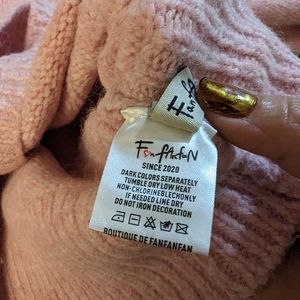 FanfAnfaN
SINCE 2020
DARK COLORS SEPARATELY
TUMBLE DRY LOW HEAT
NON-CHLORINEBLECHONLY
IF NEEDED LINE DRY
DO NOT IRON DECORATION
BOUTIQUE DE FANFANFAN